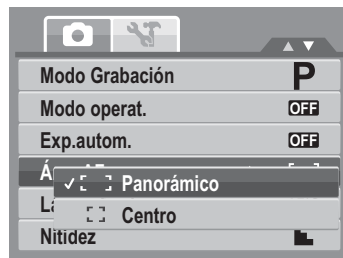 Modo Grabación P
Modo operat. OFF
Exp.autom. OFF
Panorámico
Centro
Nitidez